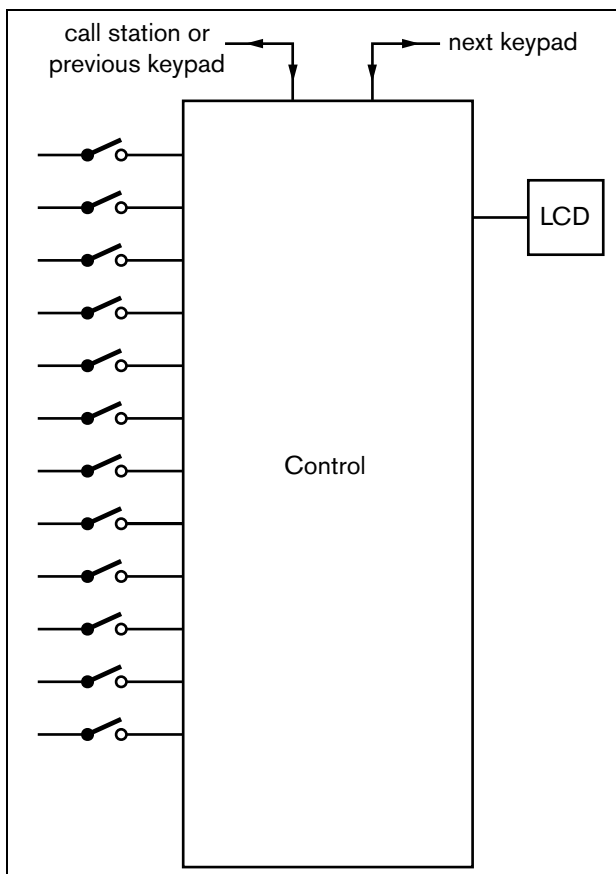 call station or
previous keypad
next keypad
LCD
Control